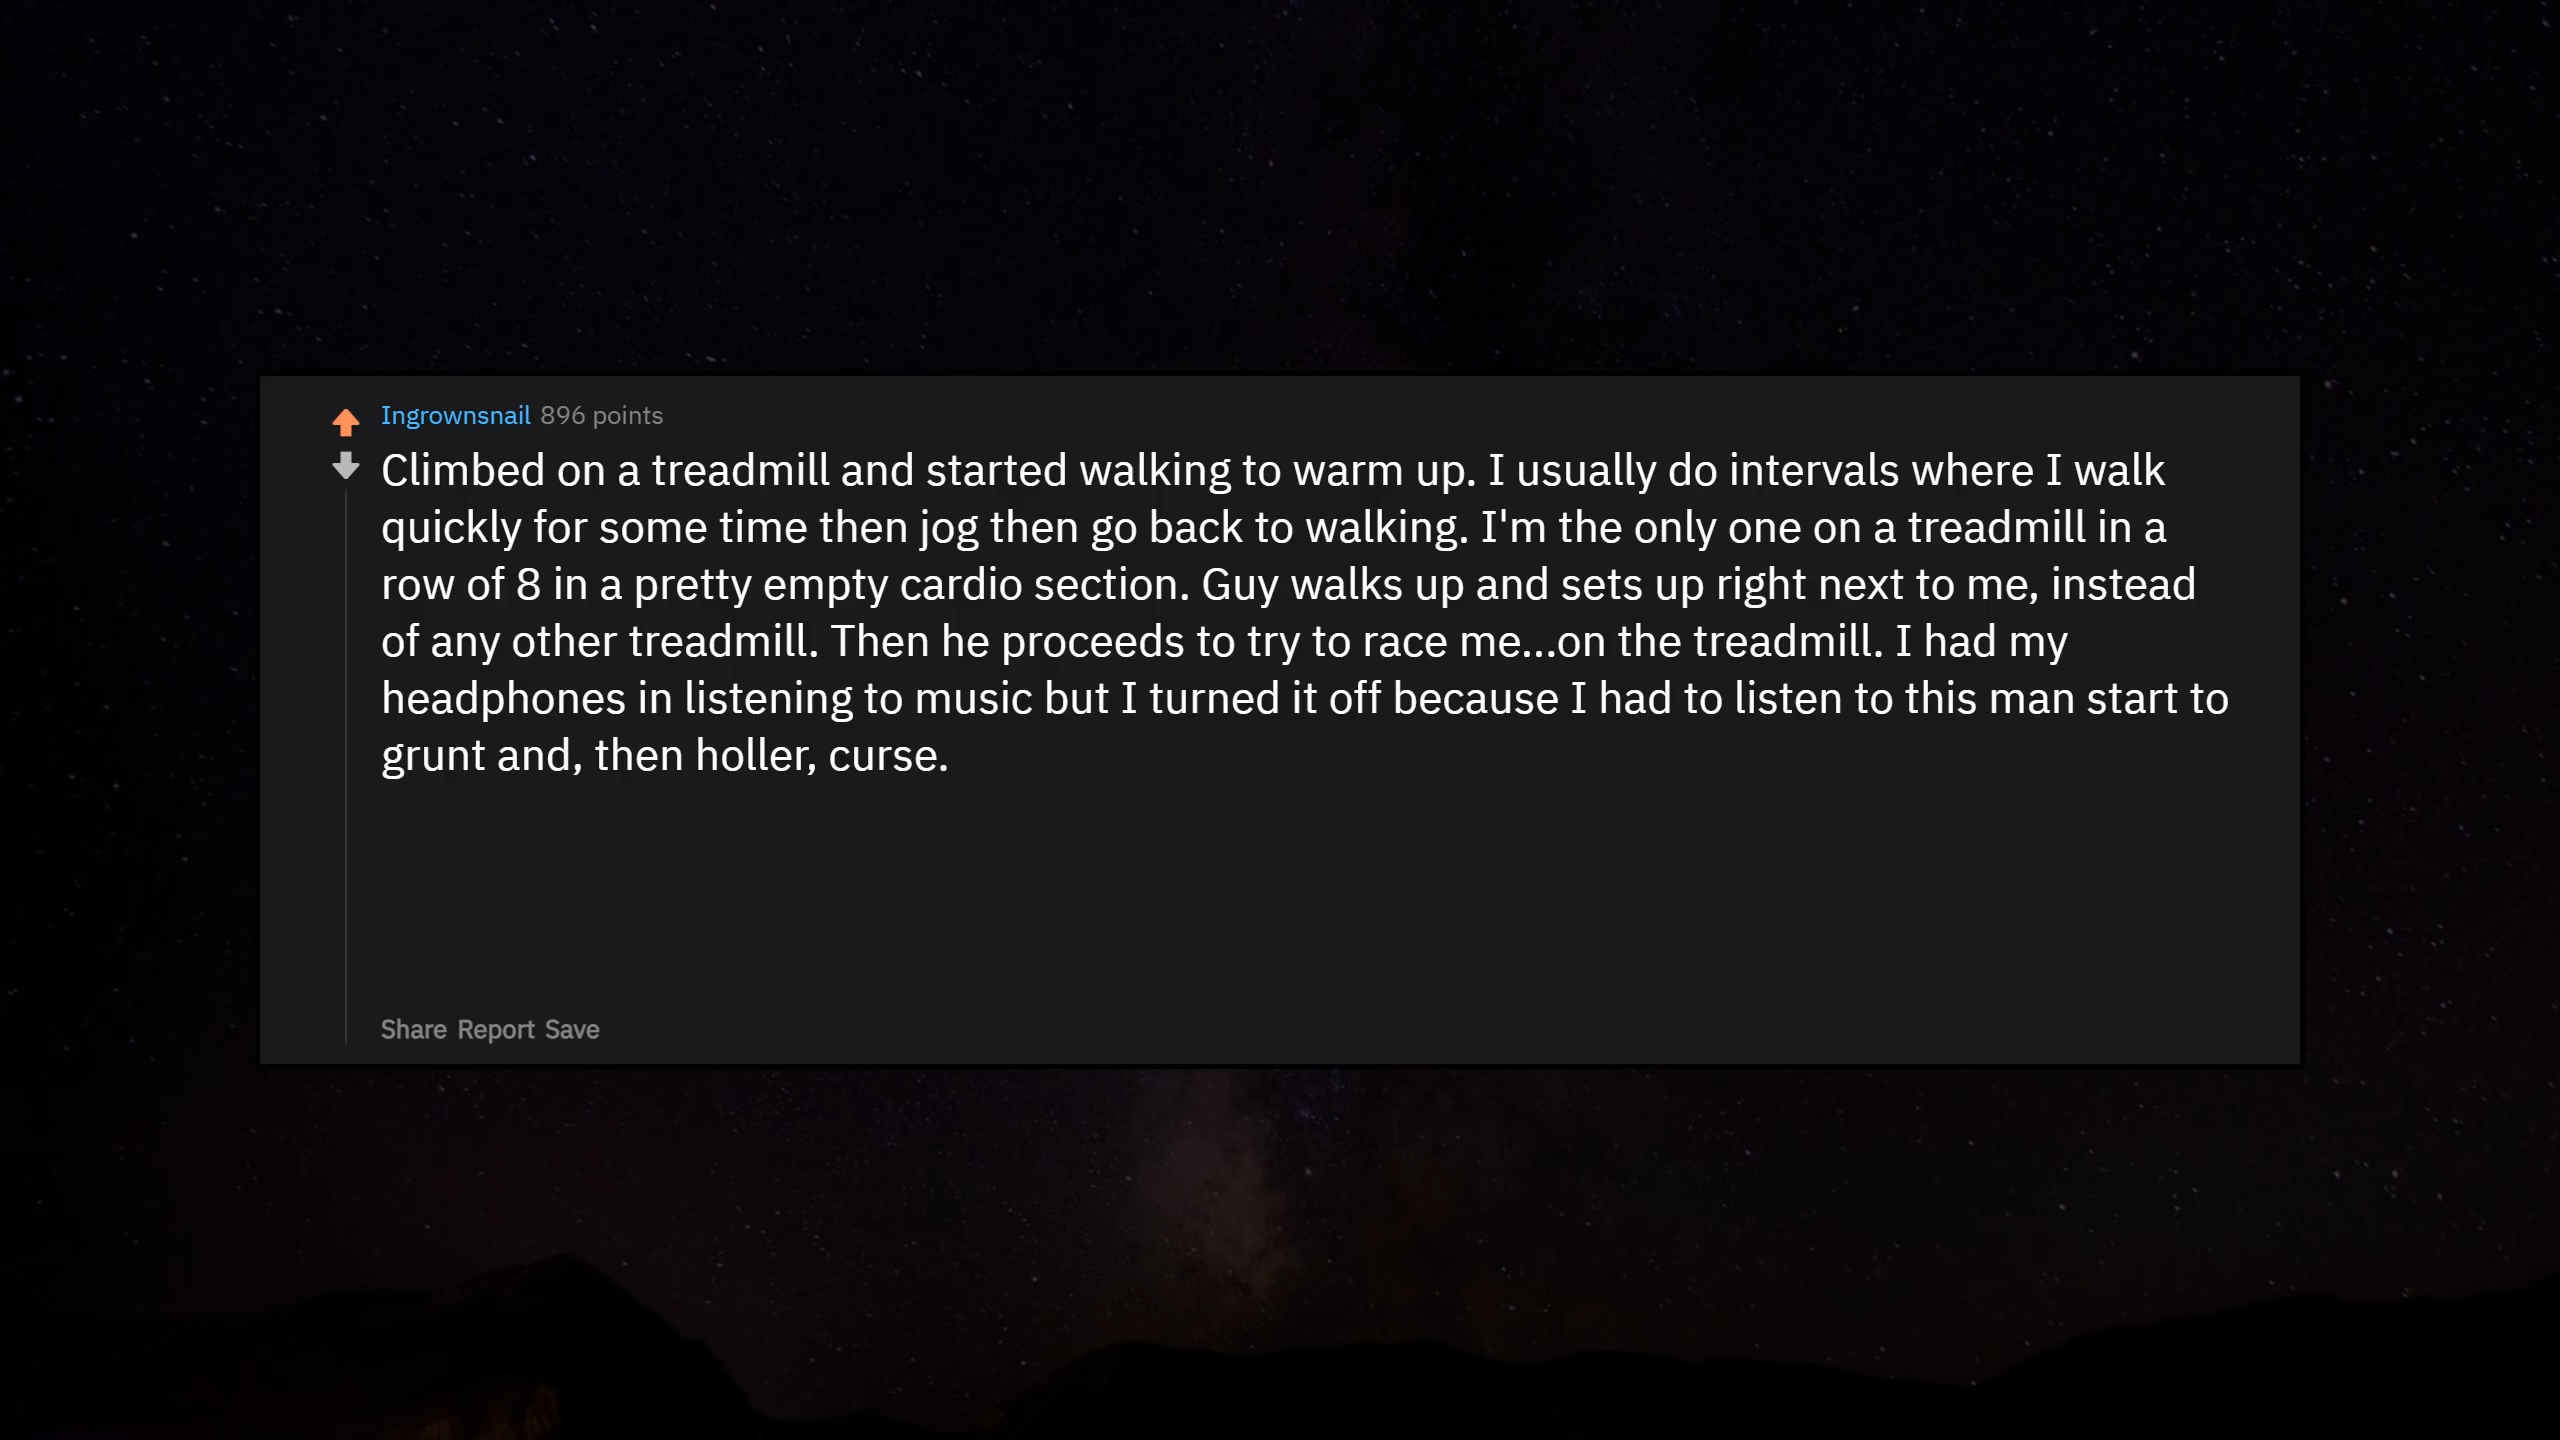 Ingrownsnail 896 points
Climbed on a treadmill and started walking to warm up. I usually do intervals where I walk
quickly for some time then jog then go back to walking. I'm the only one on a treadmill in a
row of 8 in a pretty empty cardio section. Guy walks up and sets up right next to me, instead
of any other treadmill. Then he proceeds to try to race me...on the treadmill. I had my
headphones in listening to music but I turned it off because I had to listen to this man start to
grunt and, then holler, curse.
Share Report Save